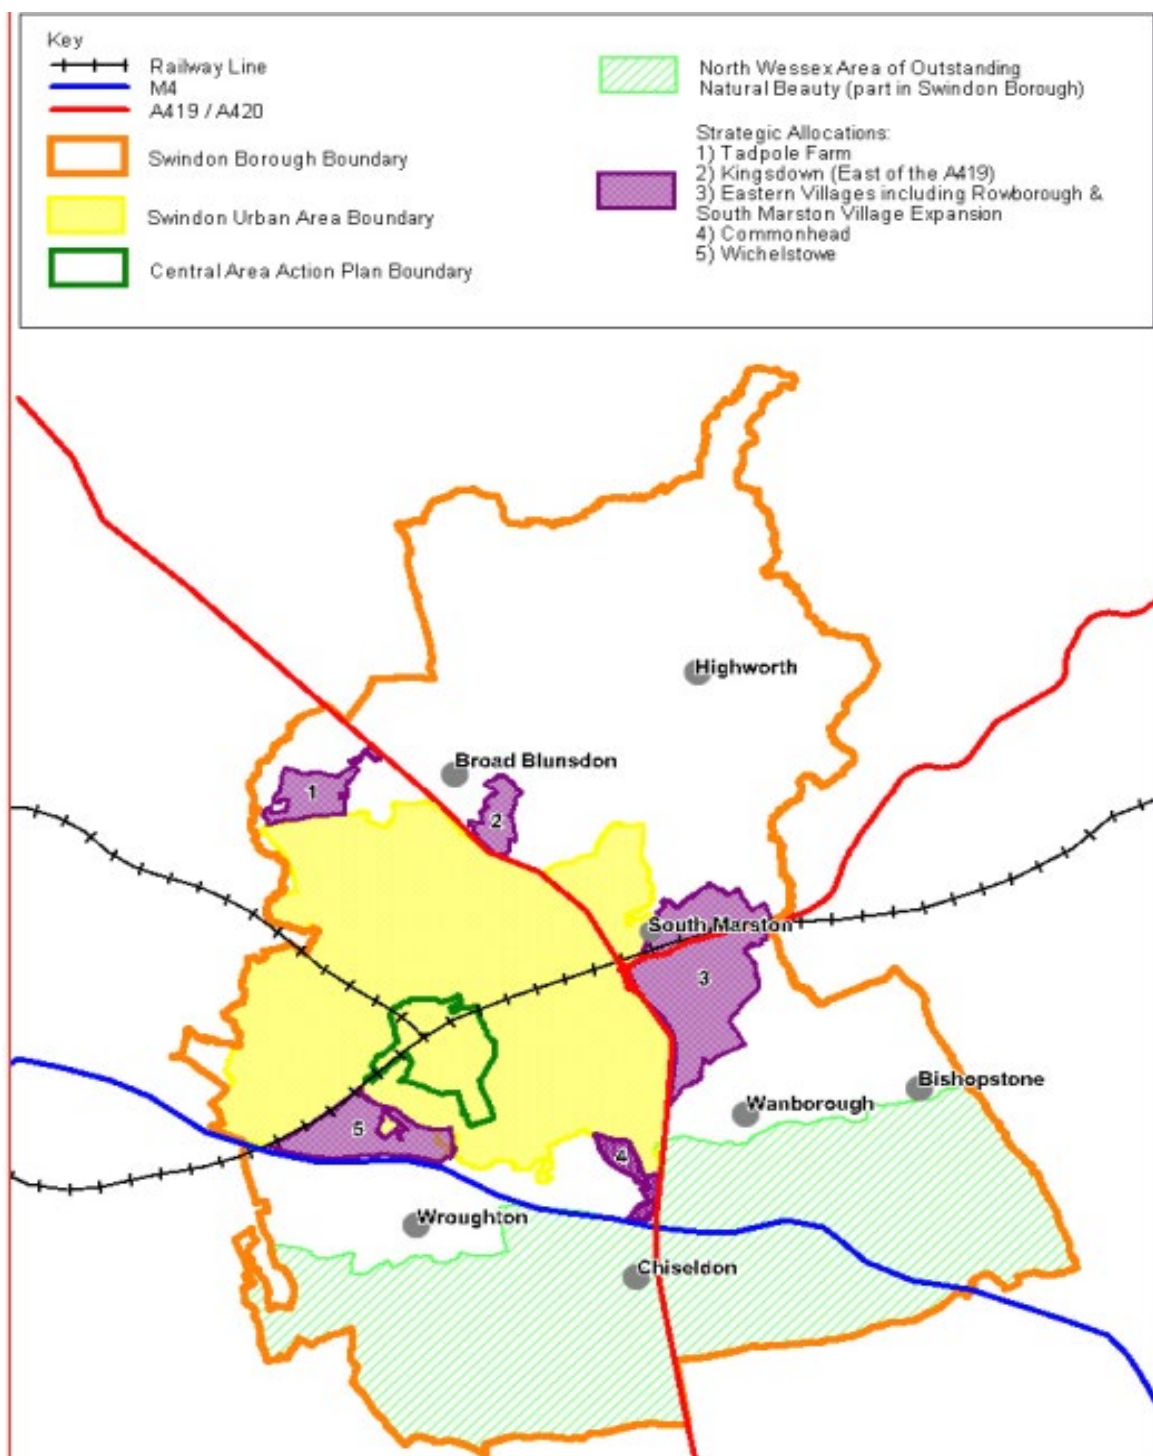 Key
Railway Line
M4
A419 / A420
Swindon Borough Boundary
Swindon Urban Area Boundary
Central Area Action Plan Boundary
North Wessex Area of Outstanding
Natural Beauty (part in Swindon Borough)
Strategic Allocations:
1) Tadpole Farm
2) Kingsdown (East of the A419)
3) Eastern Villages including Rowborough &
South Marston Village Expansion
4) Commonhead
5) Wichelstowe
Highworth
Broad Blunsdon
1
2
South Marston
3
Bishopstone
Wanborough
5
4
Wroughton
Chiseldon